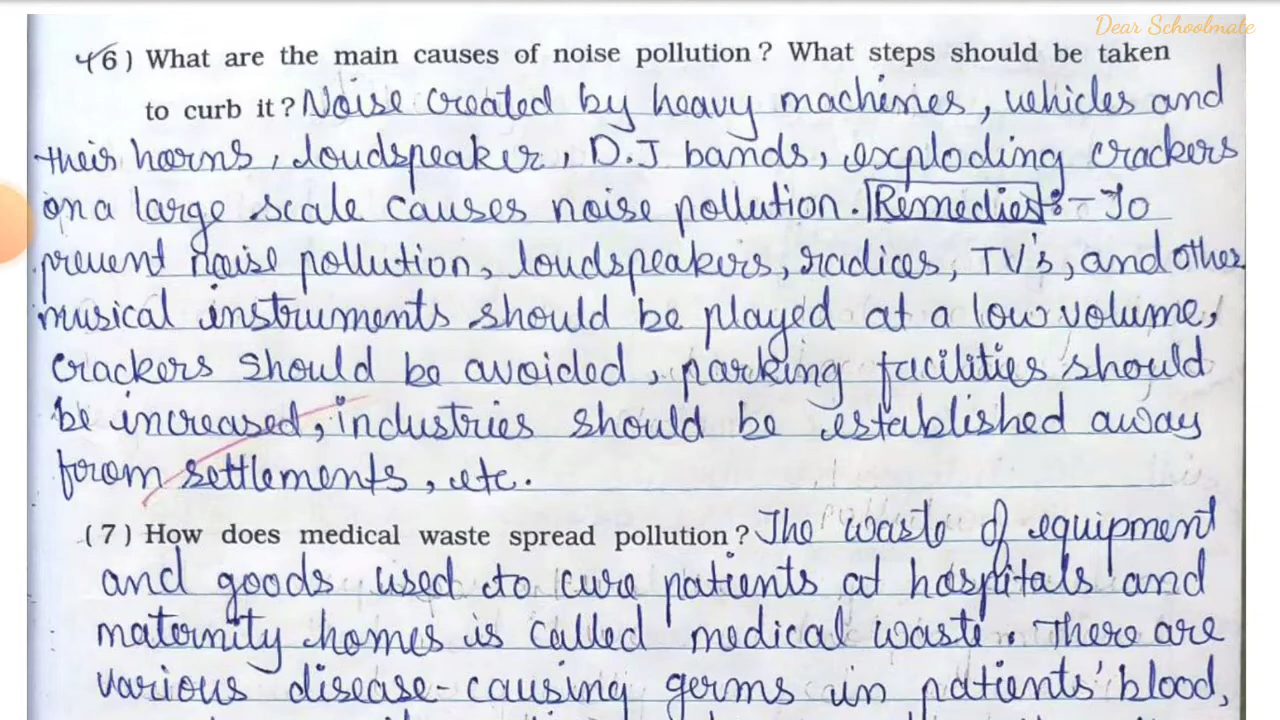 Dear Schoolmate
(6) What are the main causes of noise pollution? What steps should be taken
to curb it? Noise created by heavy machines, vehicles and
their horns, loudspeaker, D.J bands, exploding crackers
on a large scale causes noise pollution. Remedies :- To
prevent noise pollution, loudspeakers, radios, TV's, and other
musical instruments should be played at a low volume,
crackers should be avoided, parking facilities should
be increased, industries should be established away
from settlements, etc.
(7) How does medical waste spread pollution? The waste of equipment
and goods used to cure patients at hospitals and
maternity homes is called medical waste. There are
various disease-causing germs in patients' blood,